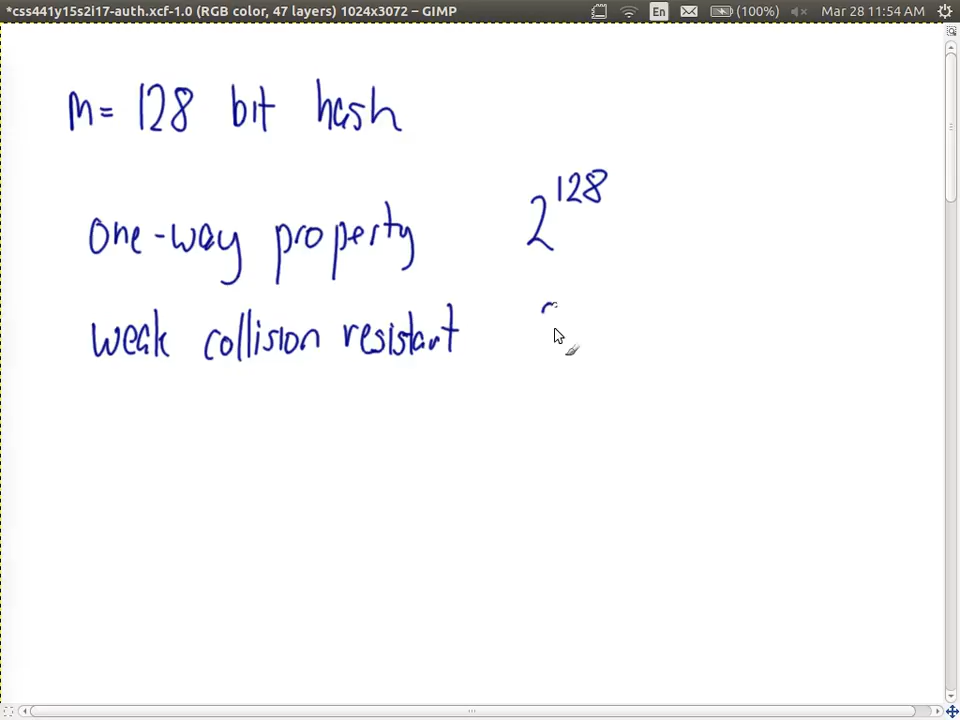 *css441y15s2i17-auth.xcf-1.0 (RGB color, 47 layers) 1024x3072 – GIMP En (100%) Mar 28 11:54 AM
m= 128 bit hash
one-way property 2^128
weak collision resistant